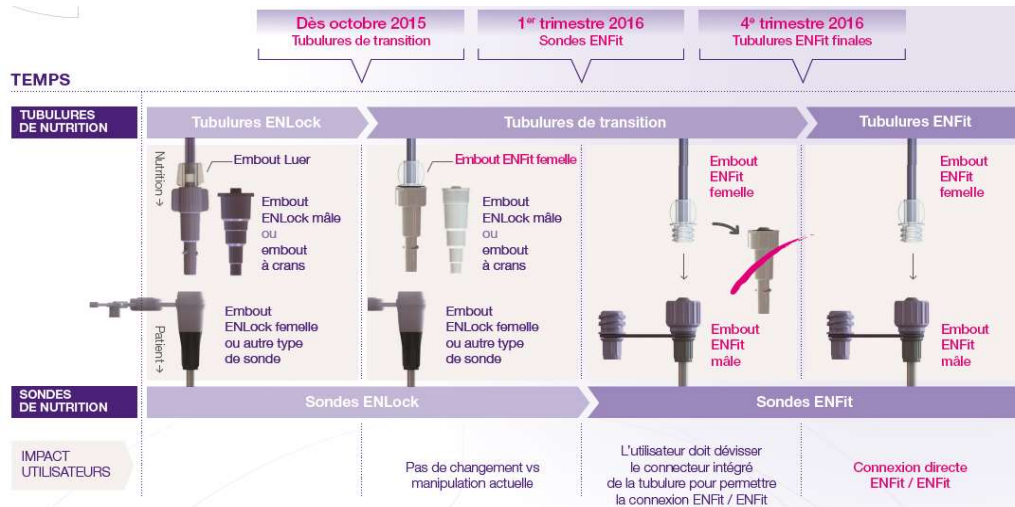 Dès octobre 2015
Tubulures de transition
1er trimestre 2016
Sondes ENFit
4e trimestre 2016
Tubulures ENFit finales
TEMPS
TUBULURES
DE NUTRITION
Tubulures ENLock
Tubulures de transition
Tubulures ENFit
Nutrition →
Embout Luer
Embout
ENLock mâle
ou
embout
à crans
Embout ENFit femelle
Embout
ENLock mâle
ou
embout
à crans
Embout
ENFit
femelle
Embout
ENFit
femelle
Patient →
Embout
ENLock femelle
ou autre type
de sonde
Embout
ENLock femelle
ou autre type
de sonde
Embout
ENFit
mâle
Embout
ENFit
mâle
SONDES
DE NUTRITION
Sondes ENLock
Sondes ENFit
IMPACT
UTILISATEURS
Pas de changement vs
manipulation actuelle
L'utilisateur doit dévisser
le connecteur intégré
de la tubulure pour permettre
la connexion ENFit / ENFit
Connexion directe
ENFit / ENFit